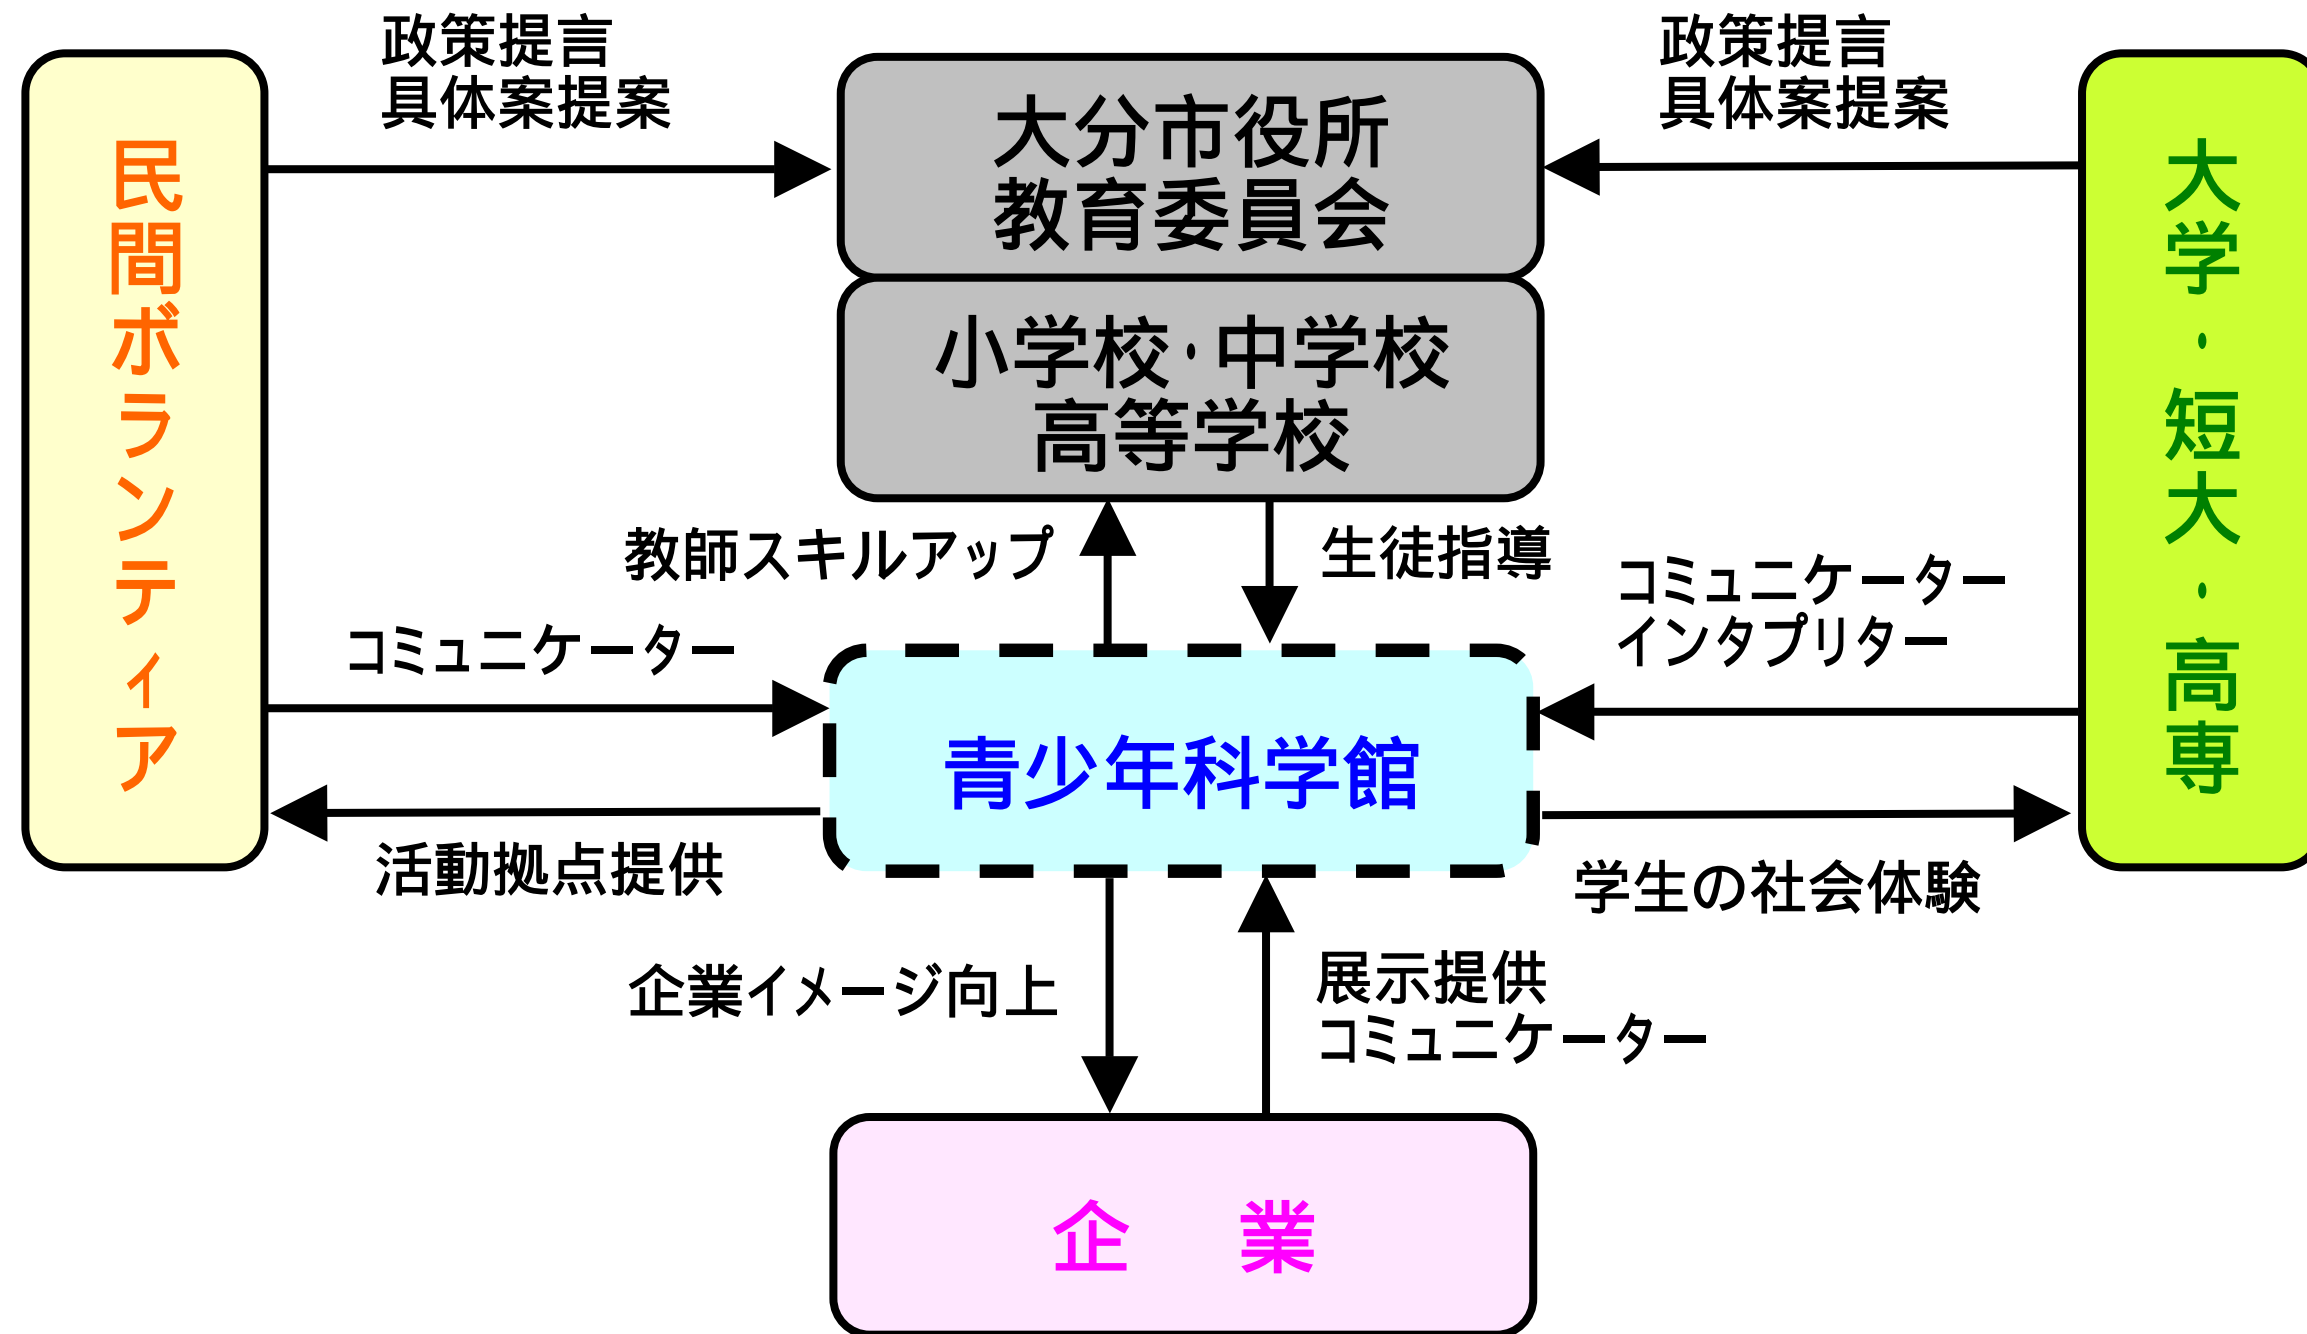 政策提言
具体案提案
政策提言
具体案提案
民間ボランティア
大分市役所
教育委員会
小学校・中学校
高等学校
大学・短大・高専
教師スキルアップ
生徒指導
コミュニケーター
コミュニケーター
インタプリター
青少年科学館
活動拠点提供
学生の社会体験
企業イメージ向上
展示提供
コミュニケーター
企　業